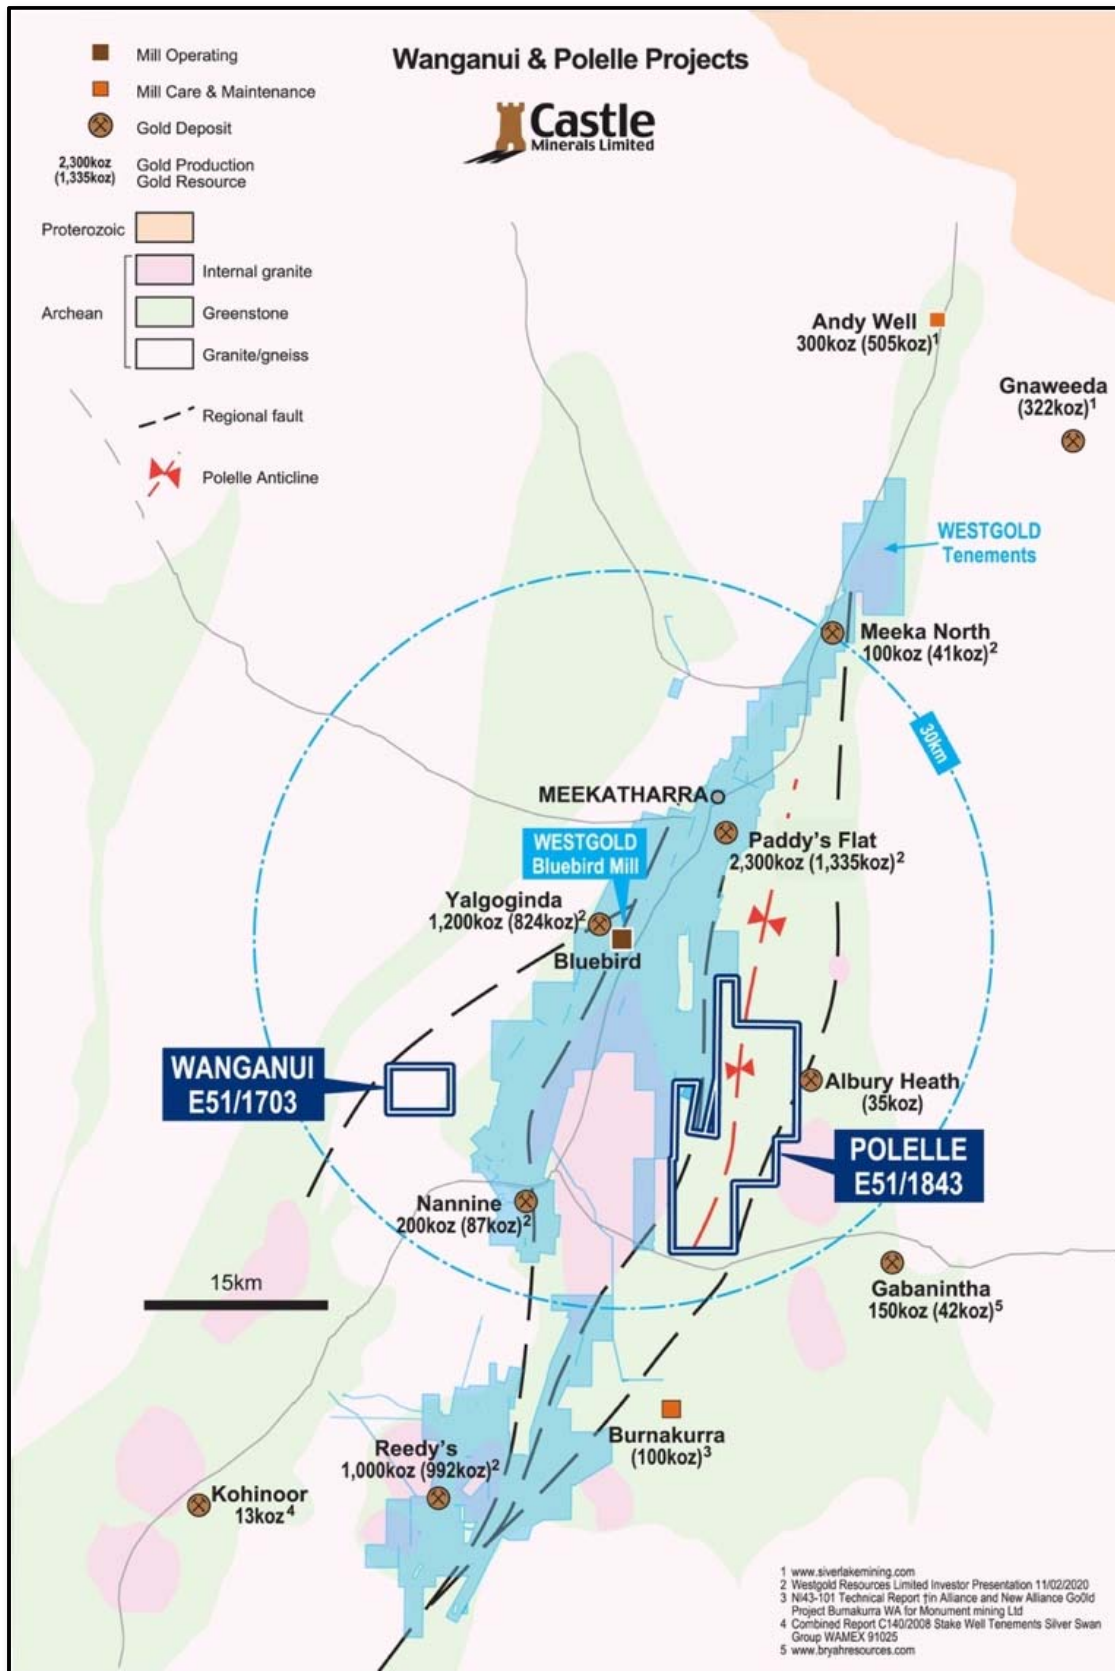 Wanganui & Polelle Projects
Castle
Minerals Limited
Mill Operating
Mill Care & Maintenance
Gold Deposit
2,300koz
(1,335koz)
Gold Production
Gold Resource
Proterozoic
Archean
Internal granite
Greenstone
Granite/gneiss
Regional fault
Polelle Anticline
Andy Well
300koz (505koz)1
Gnaweeda
(322koz)1
WESTGOLD
Tenements
Meeka North
100koz (41koz)2
30km
MEEKATHARRA
WESTGOLD
Bluebird Mill
Paddy's Flat
2,300koz (1,335koz)2
Yalgoginda
1,200koz (824koz)2
Bluebird
WANGANUI
E51/1703
Albury Heath
(35koz)
POLELLE
E51/1843
Nannine
200koz (87koz)2
15km
Gabanintha
150koz (42koz)5
Burnakurra
(100koz)3
Reedy's
1,000koz (992koz)2
Kohinoor
13koz4
1 www.siverlakemining.com
2 Westgold Resources Limited Investor Presentation 11/02/2020
3 NI43-101 Technical Report †in Alliance and New Alliance Go0ld
Project Burnakurra WA for Monument mining Ltd
4 Combined Report C140/2008 Stake Well Tenements Silver Swan
Group WAMEX 91025
5 www.bryahresources.com